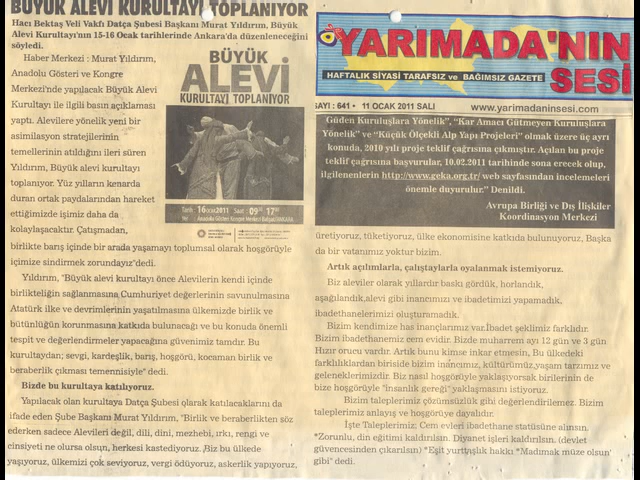 BÜYÜK ALEVİ KURULTAYI TOPLANIYOR
Hacı Bektaş Veli Vakfı Datça Şubesi Başkanı Murat Yıldırım, Büyük
Alevi Kurultayı'nın 15-16 Ocak tarihlerinde Ankara'da düzenleneceğini
söyledi.
Haber Merkezi : Murat Yıldırım,
Anadolu Gösteri ve Kongre
Merkezi'nde yapılacak Büyük Alevi
Kurultayı ile ilgili basın açıklaması
yaptı. Alevilere yönelik yeni bir
asimilasyon stratejilerinin
temellerinin atıldığını ileri süren
Yıldırım, Büyük alevi kurultayı
toplanıyor. Yüz yılların kenarda
duran ortak paydalarından hareket
ettiğimizde işimiz daha da
kolaylaşacaktır. Çatışmadan,
birlikte barış içinde bir arada yaşamayı toplumsal olarak hoşgörüyle
içimize sindirmek zorundayız"dedi.
Yıldırım, "Büyük alevi kurultayı önce Alevilerin kendi içinde
birlikteliğin sağlanmasına Cumhuriyet değerlerinin savunulmasına
Atatürk ilke ve devrimlerinin yaşatılmasına ülkemizde birlik ve
bütünlüğün korunmasına katkıda bulunacağı ve bu konuda önemli
tespit ve değerlendirmeler yapacağına güvenimiz tamdır. Bu
kurultaydan; sevgi, kardeşlik, barış, hoşgörü, kocaman birlik ve
beraberlik çıkması temennisiyle" dedi.
Bizde bu kurultaya katılıyoruz.
Yapılacak olan kurultaya Datça Şubesi olarak katılacaklarını da
ifade eden Şube Başkanı Murat Yıldırım, "Birlik ve beraberlikten söz
ederken sadece Alevileri değil, dili, dini, mezhebi, ırkı, rengi ve
cinsiyeti ne olursa olsun, herkesi kastediyoruz. Biz bu ülkede
yaşıyoruz, ülkemizi çok seviyoruz, vergi ödüyoruz, askerlik yapıyoruz,
BÜYÜK
ALEVİ
KURULTAYI TOPLANIYOR
Tarih: 16 OCAK 2011 Saat : 09:00 17:00
Yer : Anadolu Gösteri Kongre Merkezi Balgat/ANKARA
YARIMADA'NIN
SESİ
HAFTALIK SİYASİ TARAFSIZ ve BAĞIMSIZ GAZETE
SAYI : 641 • 11 OCAK 2011 SALI
www.yarimadaninsesi.com
Güden Kuruluşlara Yönelik", "Kar Amacı Gütmeyen Kuruluşlara
Yönelik" ve "Küçük Ölçekli Alp Yapı Projeleri" olmak üzere üç ayrı
konuda, 2010 yılı proje teklif çağrısına çıkmıştır. Açılan bu proje
teklif çağrısına başvurular, 10.02.2011 tarihinde sona erecek olup,
ilgilenenlerin http://www.geka.org.tr/ web sayfasından incelemeleri
önemle duyurulur." Denildi.
Avrupa Birliği ve Dış İlişkiler
Koordinasyon Merkezi
üretiyoruz, tüketiyoruz, ülke ekonomisine katkıda bulunuyoruz, Başka
da bir vatanımız yoktur bizim.
Artık açılımlarla, çalıştaylarla oyalanmak istemiyoruz.
Biz aleviler olarak yıllardır baskı gördük, horlandık,
aşağılandık,alevi gibi inancımızı ve ibadetimizi yapamadık,
ibadethanelerimizi oluşturamadık.
Bizim kendimize has inançlarımız var.İbadet şeklimiz farklıdır.
Bizim ibadethanemiz cem evidir. Bizde muharrem ayı 12 gün ve 3 gün
Hızır orucu vardır. Artık bunu kimse inkar etmesin, Bu ülkedeki
farklılıklardan biriside bizim inancımız, kültürümüz,yaşam tarzımız ve
geleneklerimizdir. Biz nasıl hoşgörüyle yaklaşıyorsak birilerinin de
bize hoşgörüyle "insanlık gereği" yaklaşmasını istiyoruz.
Bizim taleplerimiz çözümsüzlük gibi değerlendirilemez. Bizim
taleplerimiz anlayış ve hoşgörüye dayalıdır.
İşte Taleplerimiz; Cem evleri ibadethane statüsüne alınsın.
*Zorunlu, din eğitimi kaldırılsın. Diyanet işleri kaldırılsın. (devlet
güvencesinden çıkarılsın) *Eşit yurttaşlık hakkı *Madımak müze olsun'
gibi" dedi.